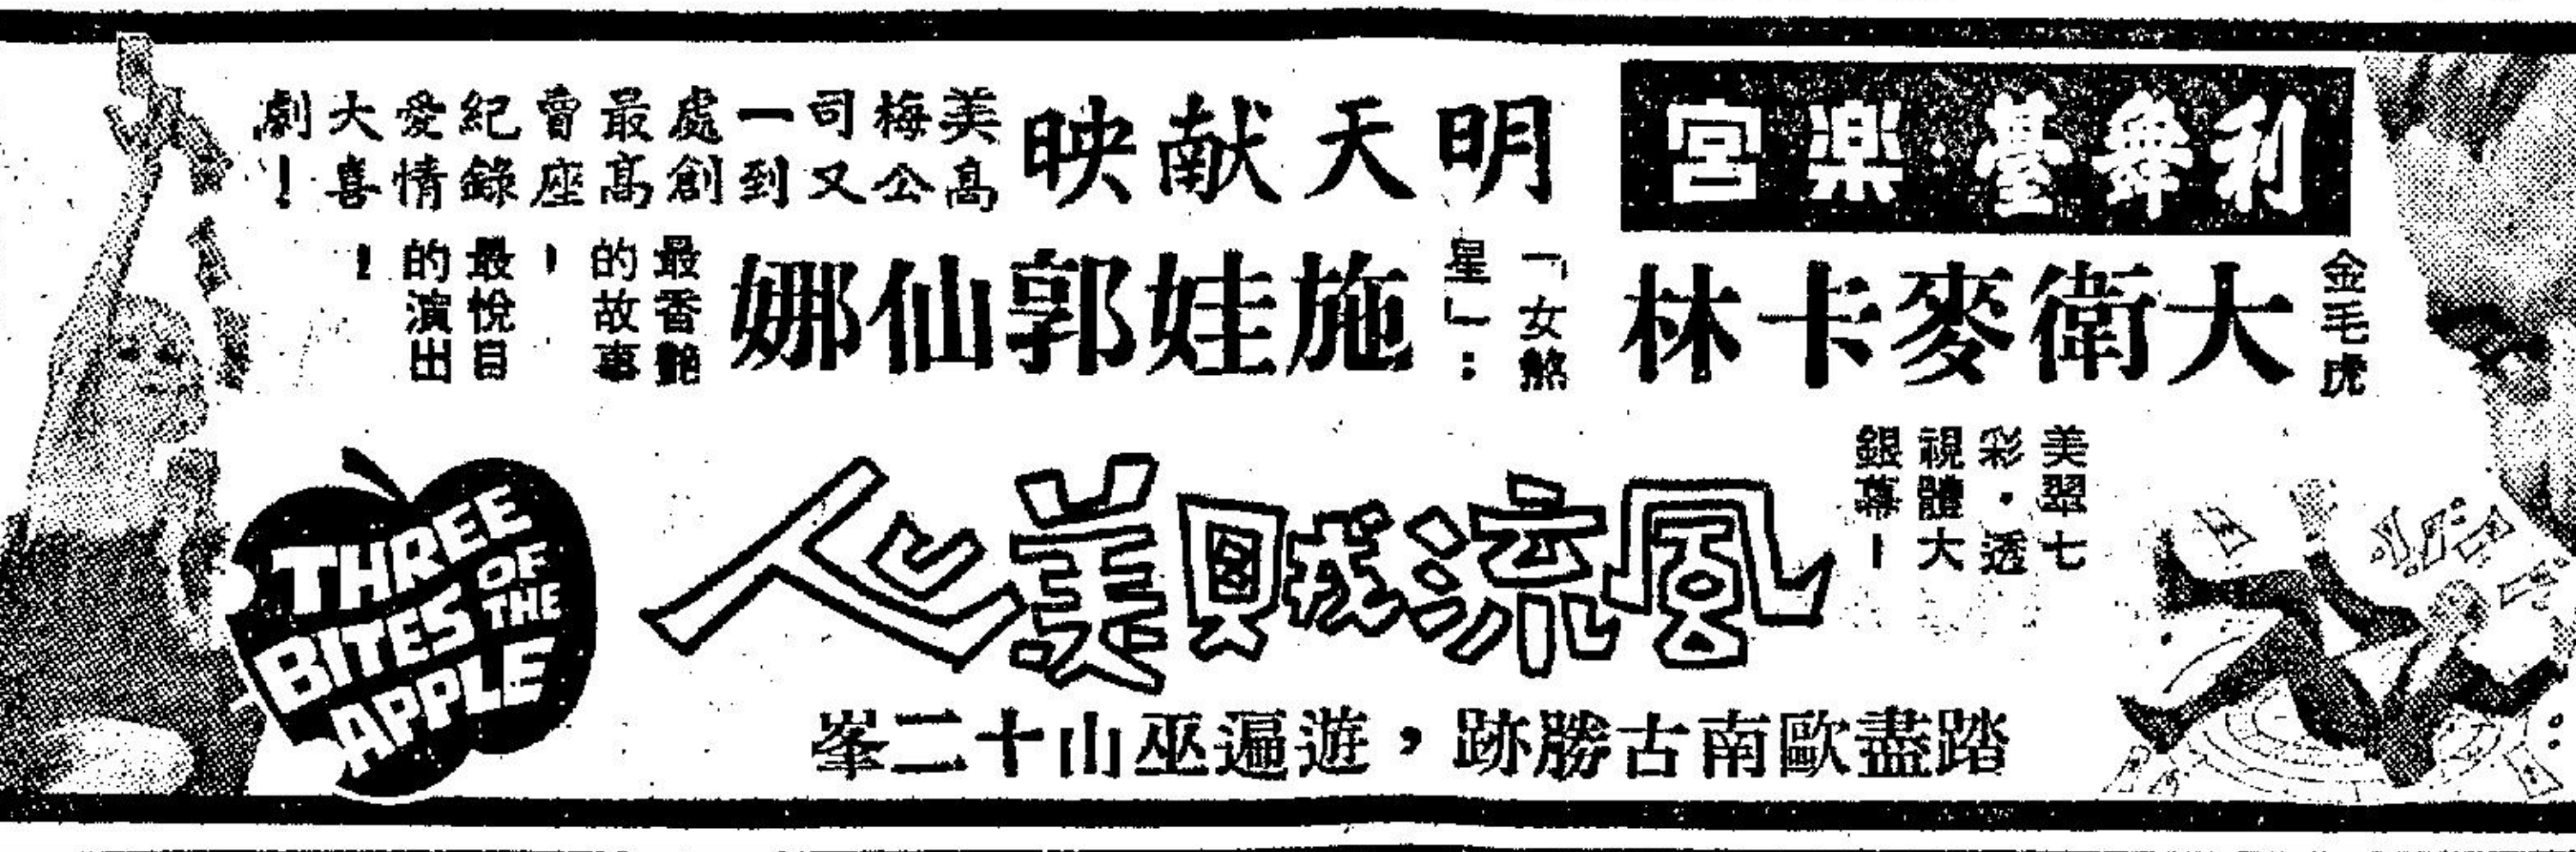 利舞臺·樂宮
明天献映
美高梅公司又一到處創最高賣座紀錄愛情大喜劇！
金毛虎
大衛麥卡林
「女煞星」：
施娃郭仙娜
最香艷的故事，
最悅目的演出！
美翠七彩·透視體大銀幕！
風流賊美人
THREE
BITES OF
THE
APPLE
踏盡歐南古勝跡，遊遍巫山十二峯